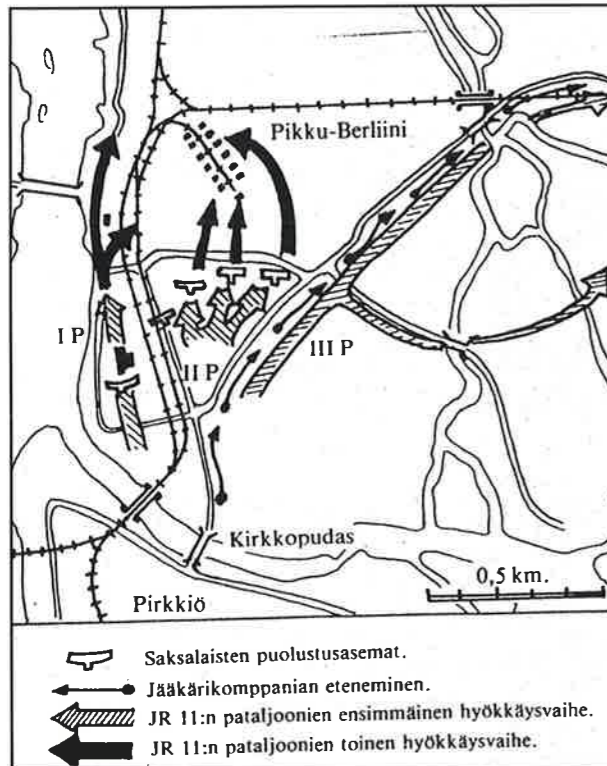 Pikku-Berliini
I P
II P
III P
Kirkkopudas
0,5 km.
Pirkkiö
Saksalaisten puolustusasemat.
Jääkärikomppanian eteneminen.
JR 11:n pataljoonien ensimmäinen hyökkäysvaihe.
JR 11:n pataljoonien toinen hyökkäysvaihe.